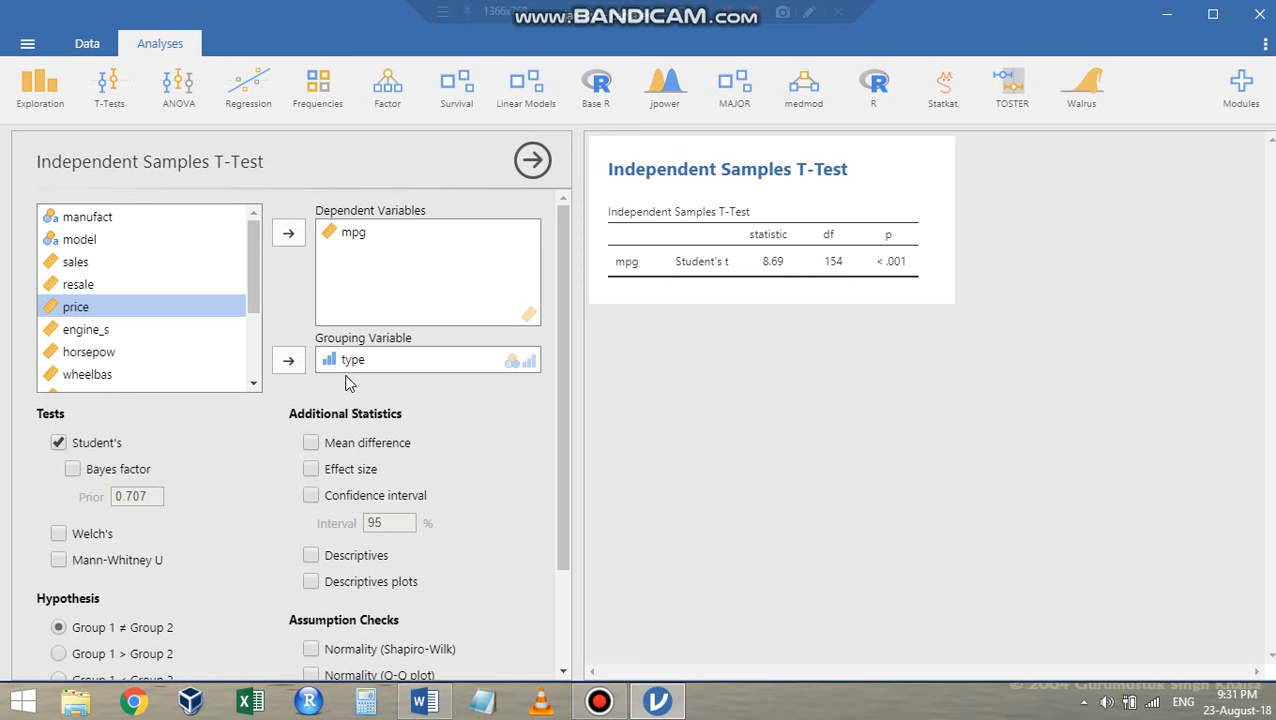 1366x768
www.BANDICAM.com
Data
Analyses
Exploration
T-Tests
ANOVA
Regression
Frequencies
Factor
Survival
Linear Models
Base R
jpower
MAJOR
medmod
R
Statkat
TOSTER
Walrus
Modules
Independent Samples T-Test
manufact
model
sales
resale
price
engine_s
horsepow
wheelbas
Dependent Variables
mpg
Grouping Variable
type
Tests
Student's
Bayes factor
Prior 0.707
Welch's
Mann-Whitney U
Hypothesis
Group 1 ≠ Group 2
Group 1 > Group 2
Additional Statistics
Mean difference
Effect size
Confidence interval
Interval 95 %
Descriptives
Descriptives plots
Assumption Checks
Normality (Shapiro-Wilk)
Normality (Q-Q plot)
Independent Samples T-Test
Independent Samples T-Test
statistic df p
mpg Student's t 8.69 154 < .001
© 2004 Gurumustuk Singh Khalsa
ENG
9:31 PM
23-August-18